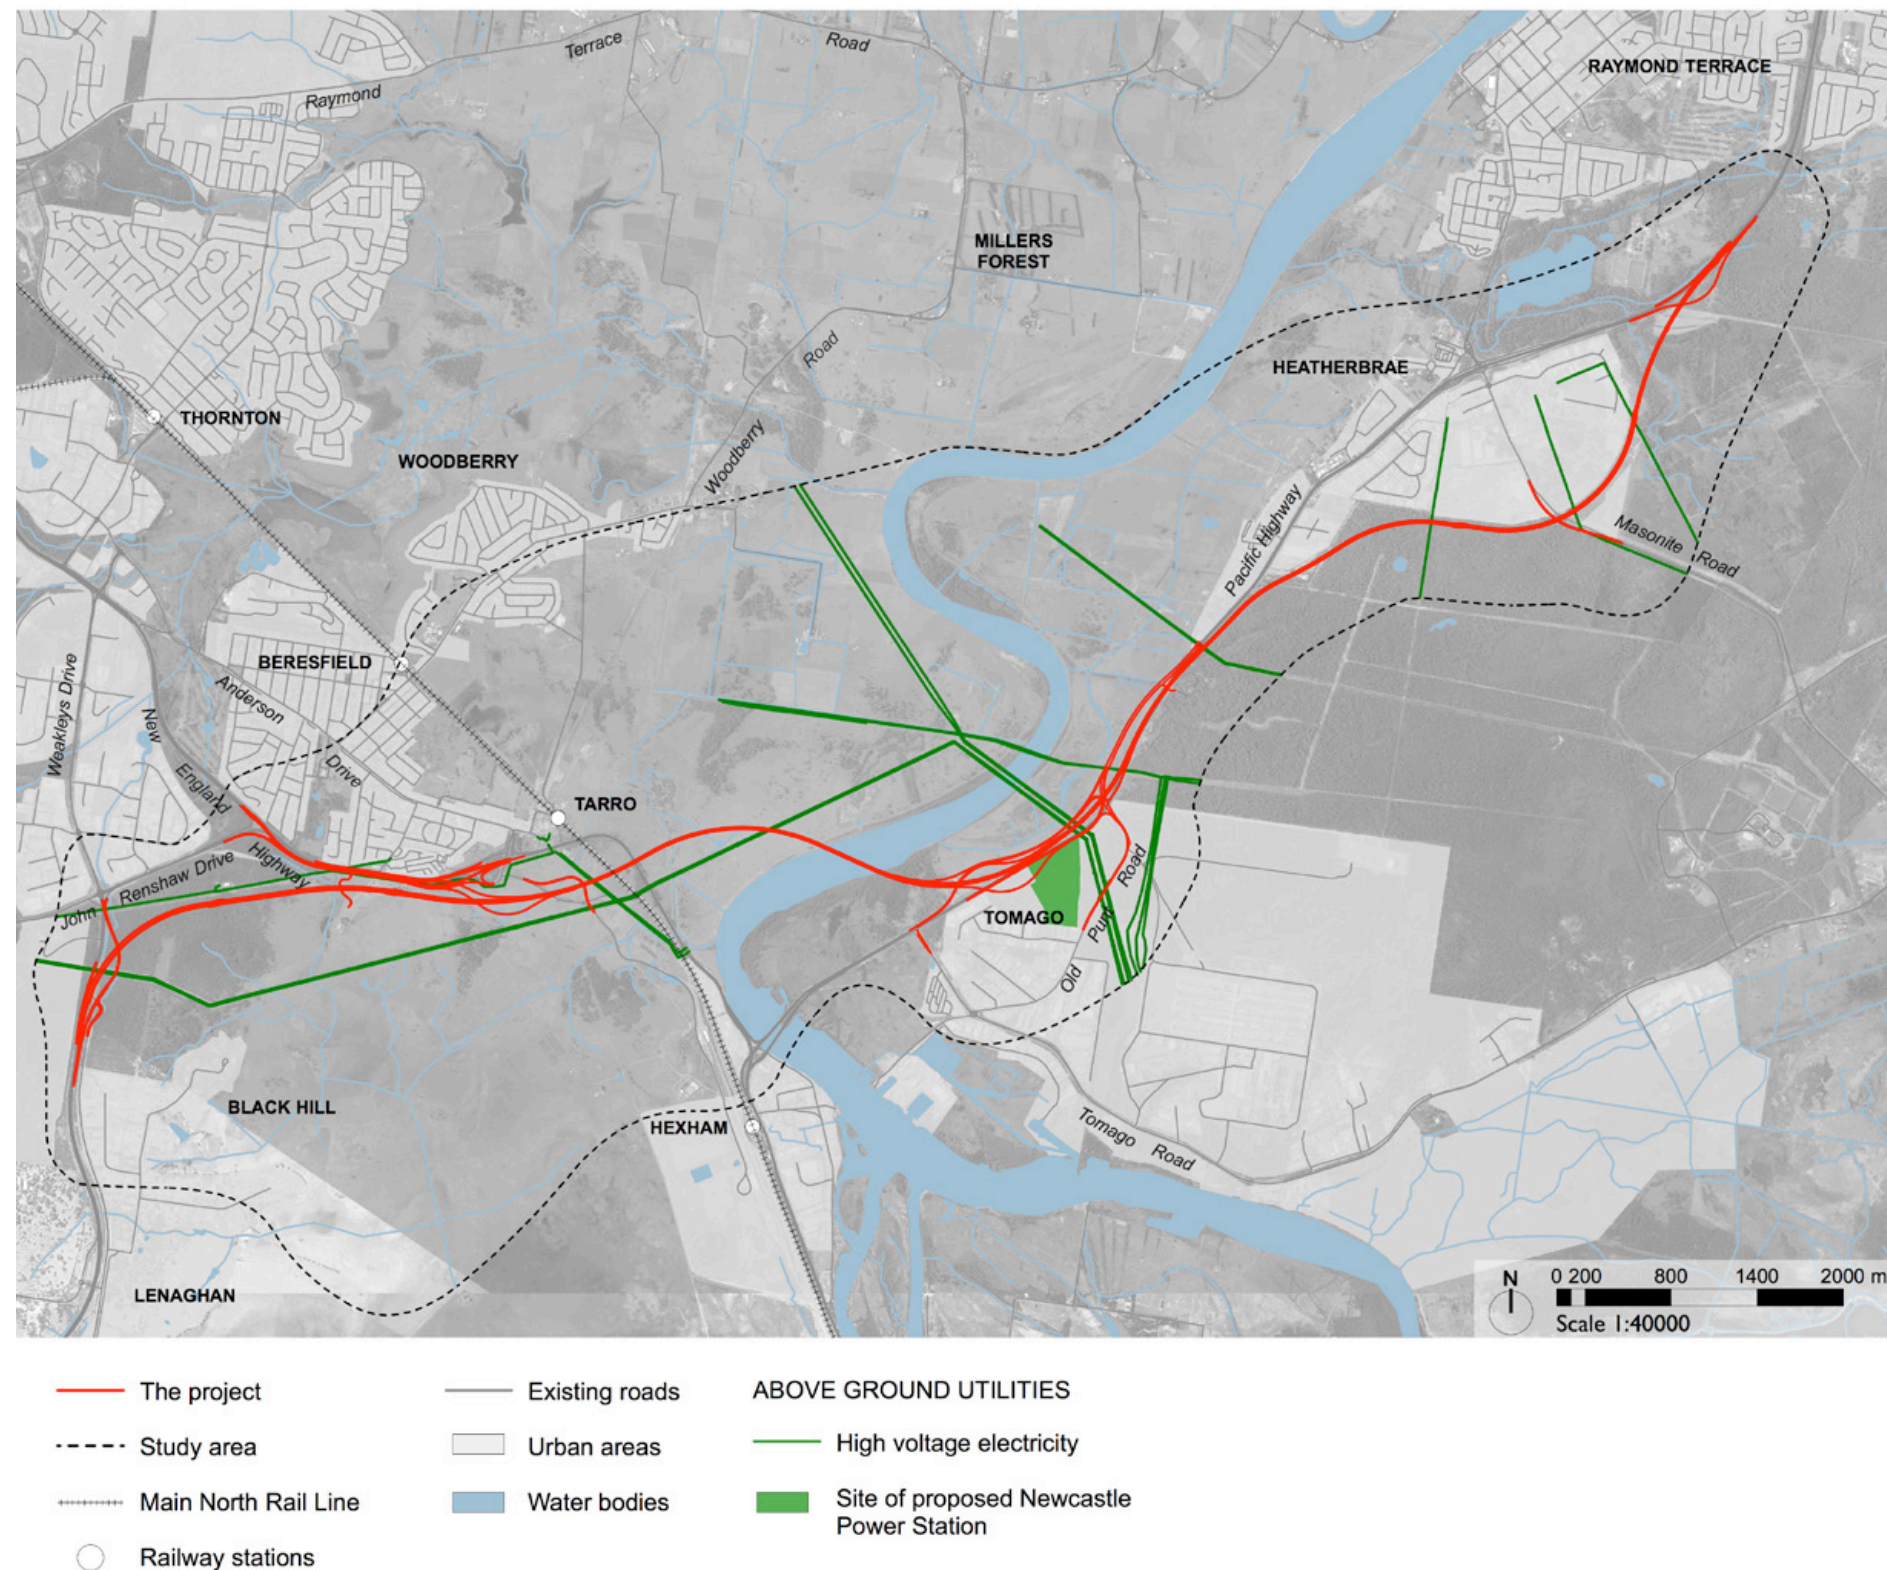 RAYMOND TERRACE
Terrace
Road
Raymond
MILLERS
FOREST
Road
HEATHERBRAE
THORNTON
WOODBERRY
Woodberry
Pacific Highway
Masonite
Road
BERESFIELD
Anderson
Drive
Weakleys Drive
New
England
Highway
TARRO
John
Renshaw Drive
TOMAGO
Old
Punt
Road
BLACK HILL
HEXHAM
Tomago
Road
LENAGHAN
N
0 200 800 1400 2000 m
Scale 1:40000
The project
Study area
Main North Rail Line
Railway stations
Existing roads
Urban areas
Water bodies
ABOVE GROUND UTILITIES
High voltage electricity
Site of proposed Newcastle
Power Station